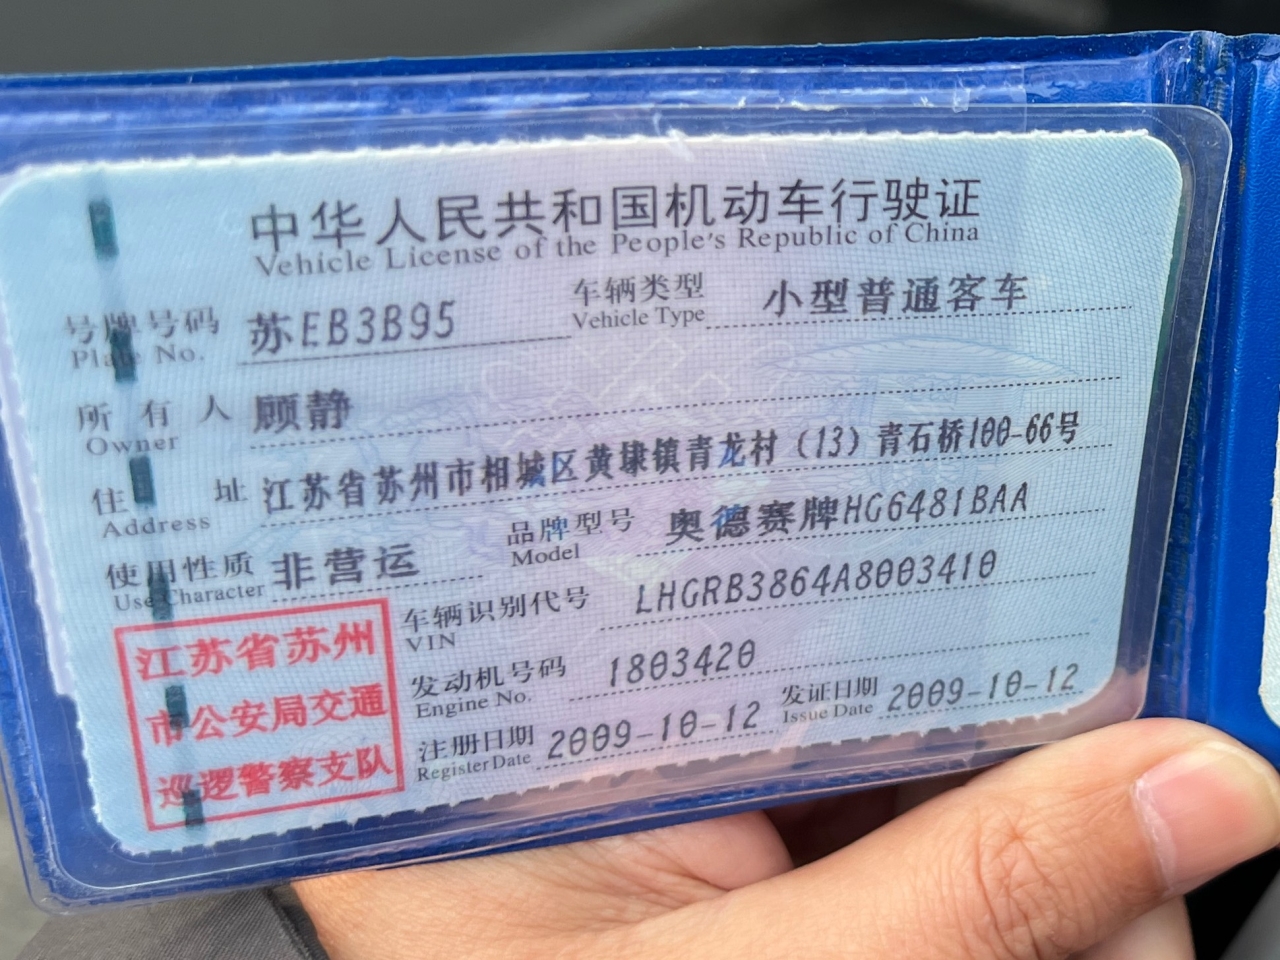 中华人民共和国机动车行驶证
Vehicle License of the People's Republic of China
号牌号码 苏EB3B95 车辆类型 小型普通客车
Plate No. Vehicle Type
所有人 顾静
Owner
住址 江苏省苏州市相城区黄埭镇青龙村（13）青石桥100-66号
Address
使用性质 非营运 品牌型号 奥德赛牌HG6481BAA
Use Character Model
车辆识别代号 LHGRB3864A8003410
VIN
发动机号码 1803420 发证日期 2009-10-12
Engine No. Issue Date
注册日期 2009-10-12
Register Date
江苏省苏州
市公安局交通
巡逻警察支队